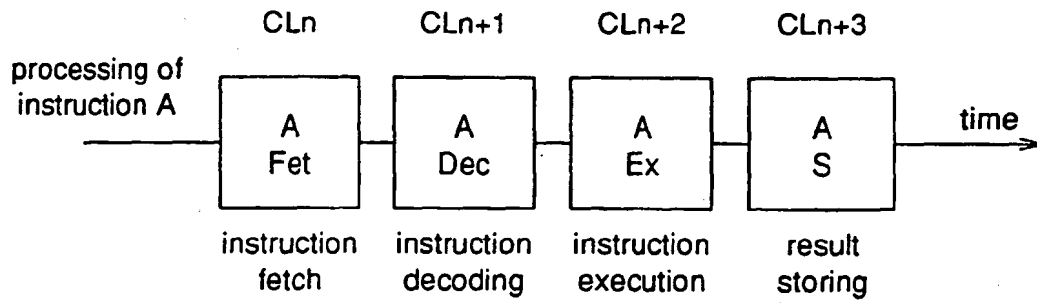 CLn CLn+1 CLn+2 CLn+3
processing of
instruction A
A A A A
Fet Dec Ex S
time
instruction instruction instruction result
fetch decoding execution storing